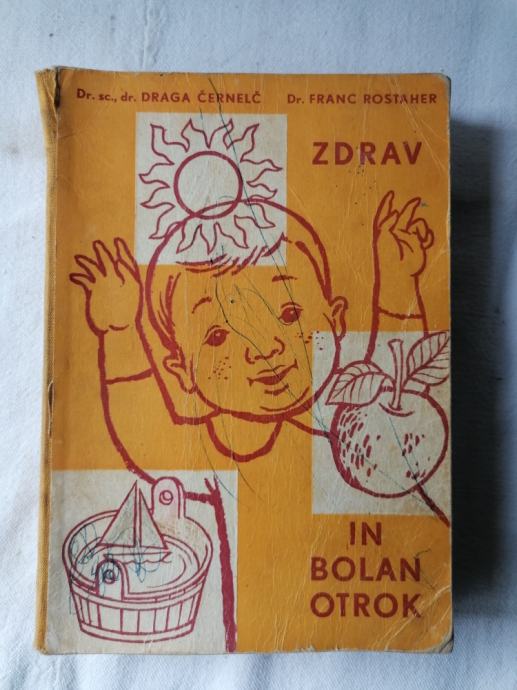 Dr. sc., dr. DRAGA ČERNELČ Dr. FRANC ROSTAHER
ZDRAV
IN
BOLAN
OTROK